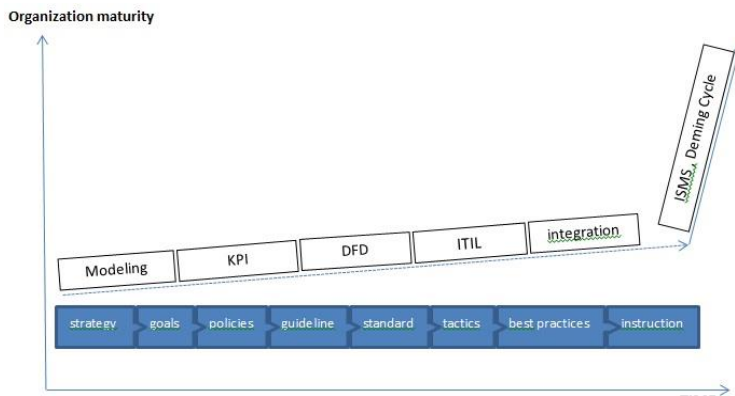 Organization maturity
ISMS , Deming Cycle
Modeling
KPI
DFD
ITIL
integration
strategy
goals
policies
guideline
standard
tactics
best practices
instruction